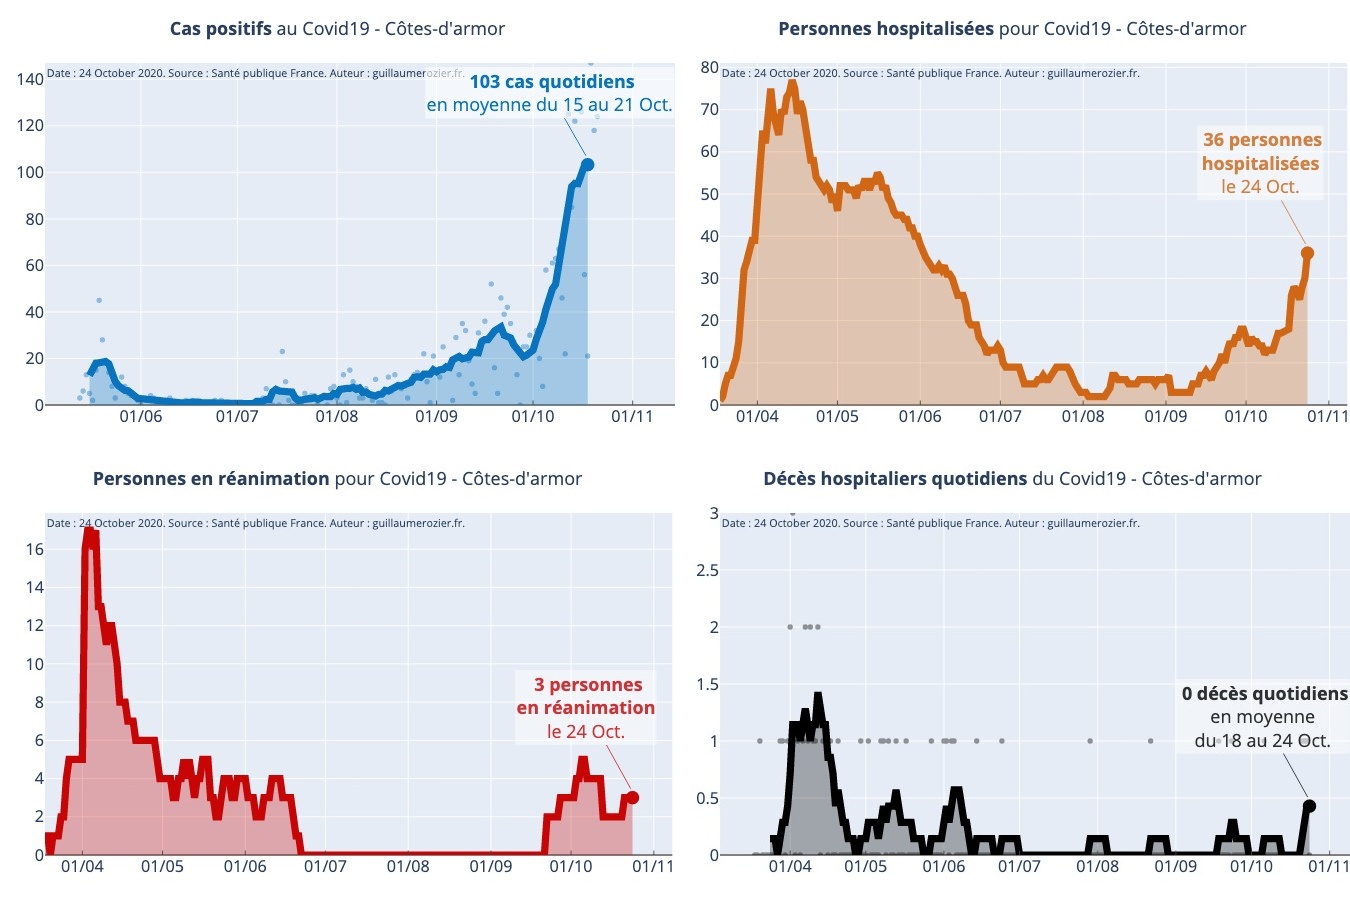 Cas positifs au Covid19 - Côtes-d'armor
Date : 24 October 2020. Source : Santé publique France. Auteur : guillaumerozier.fr.
103 cas quotidiens
en moyenne du 15 au 21 Oct.
140
120
100
80
60
40
20
0
01/06 01/07 01/08 01/09 01/10 01/11
Personnes hospitalisées pour Covid19 - Côtes-d'armor
Date : 24 October 2020. Source : Santé publique France. Auteur : guillaumerozier.fr.
36 personnes
hospitalisées
le 24 Oct.
80
70
60
50
40
30
20
10
0
01/04 01/05 01/06 01/07 01/08 01/09 01/10 01/11
Personnes en réanimation pour Covid19 - Côtes-d'armor
Date : 24 October 2020. Source : Santé publique France. Auteur : guillaumerozier.fr.
3 personnes
en réanimation
le 24 Oct.
16
14
12
10
8
6
4
2
0
01/04 01/05 01/06 01/07 01/08 01/09 01/10 01/11
Décès hospitaliers quotidiens du Covid19 - Côtes-d'armor
Date : 24 October 2020. Source : Santé publique France. Auteur : guillaumerozier.fr.
0 décès quotidiens
en moyenne
du 18 au 24 Oct.
3
2.5
2
1.5
1
0.5
0
01/04 01/05 01/06 01/07 01/08 01/09 01/10 01/11